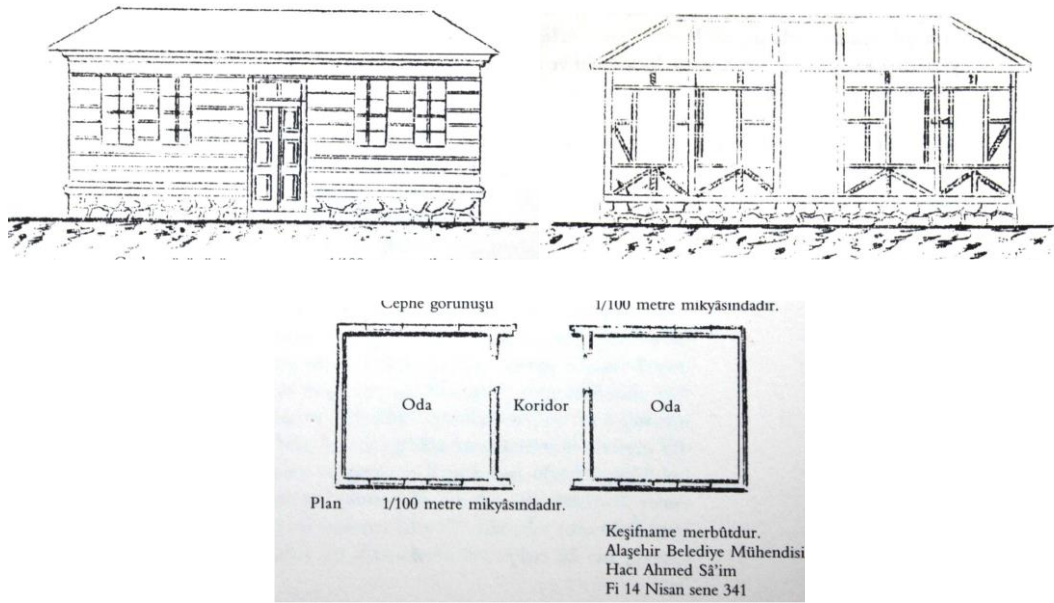 Cephe görünüşü 1/100 metre mikyâsındadır.
Oda Koridor Oda
Plan 1/100 metre mikyâsındadır.
Keşifname merbûtdur.
Alaşehir Belediye Mühendisi
Hacı Ahmed Sâ'im
Fi 14 Nisan sene 341